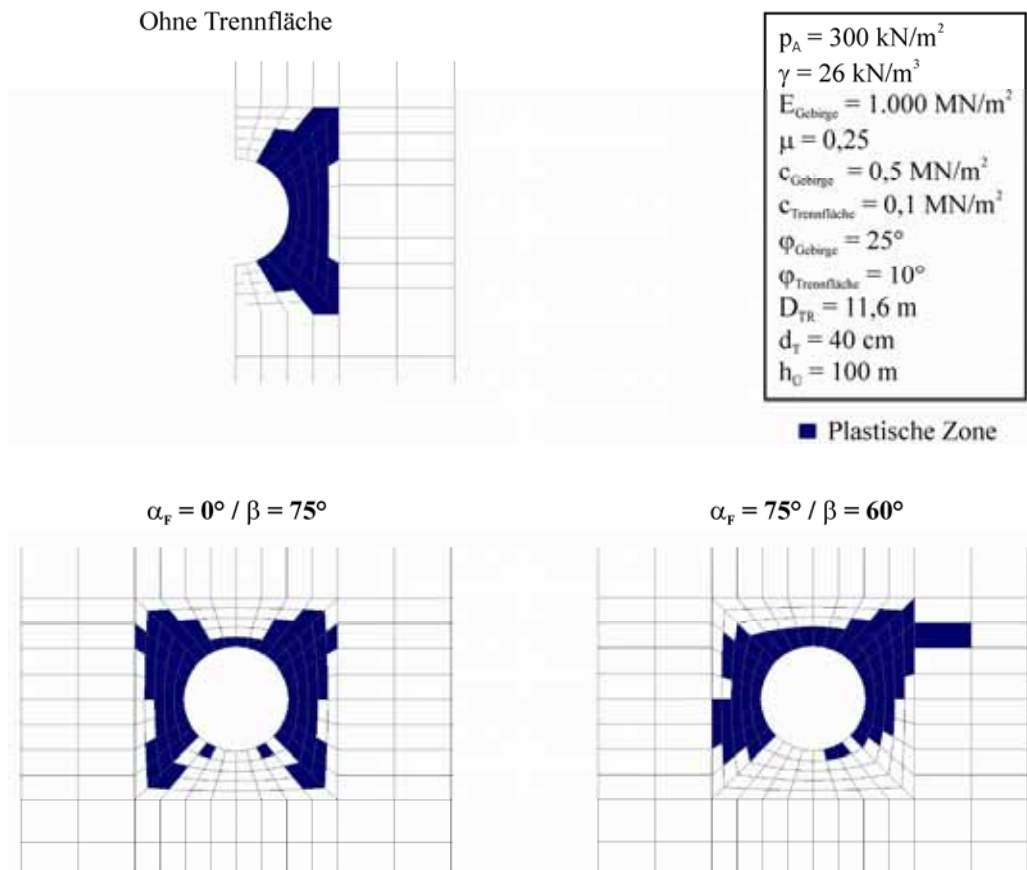 Ohne Trennfläche
p_A = 300 kN/m²
γ = 26 kN/m³
E_Gebirge = 1.000 MN/m²
μ = 0,25
c_Gebirge = 0,5 MN/m²
c_Trennfläche = 0,1 MN/m²
φ_Gebirge = 25°
φ_Trennfläche = 10°
D_TR = 11,6 m
d_T = 40 cm
h_Ü = 100 m
Plastische Zone
α_F = 0° / β = 75°
α_F = 75° / β = 60°